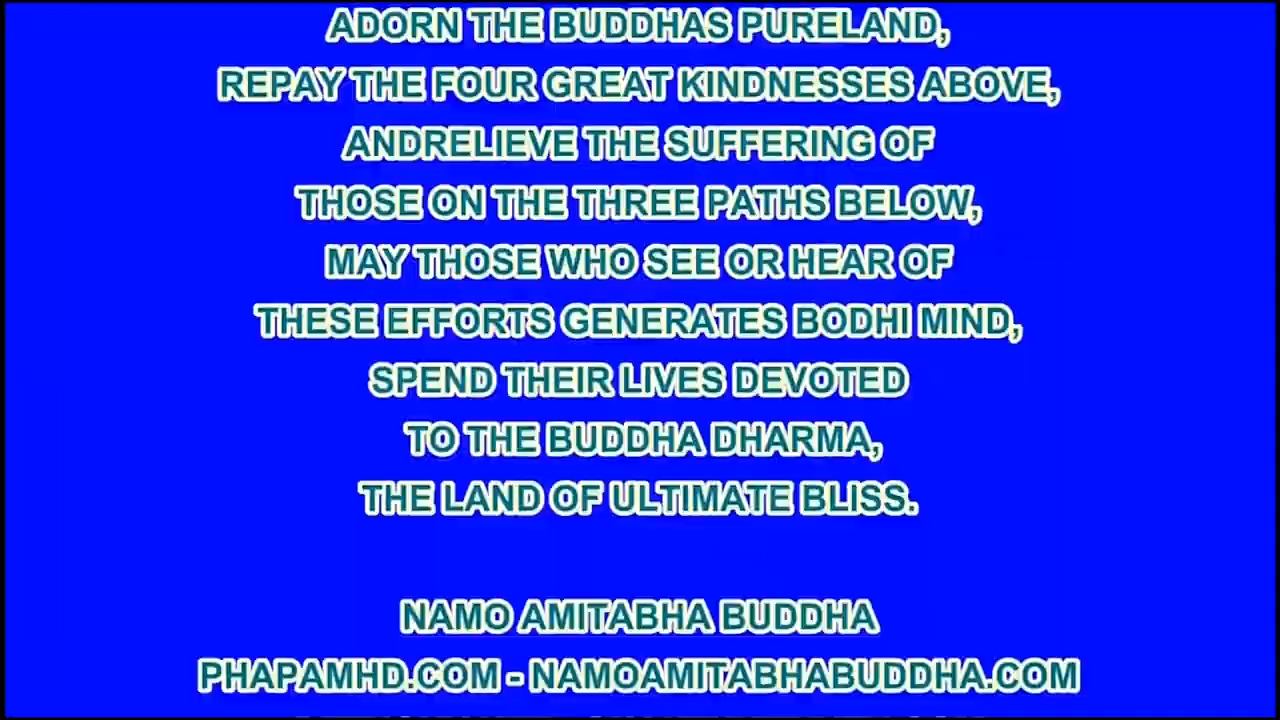 ADORN THE BUDDHAS PURELAND,
REPAY THE FOUR GREAT KINDNESSES ABOVE,
ANDRELIEVE THE SUFFERING OF
THOSE ON THE THREE PATHS BELOW,
MAY THOSE WHO SEE OR HEAR OF
THESE EFFORTS GENERATES BODHI MIND,
SPEND THEIR LIVES DEVOTED
TO THE BUDDHA DHARMA,
THE LAND OF ULTIMATE BLISS.
NAMO AMITABHA BUDDHA
PHAPAMHD.COM - NAMOAMITABHABUDDHA.COM